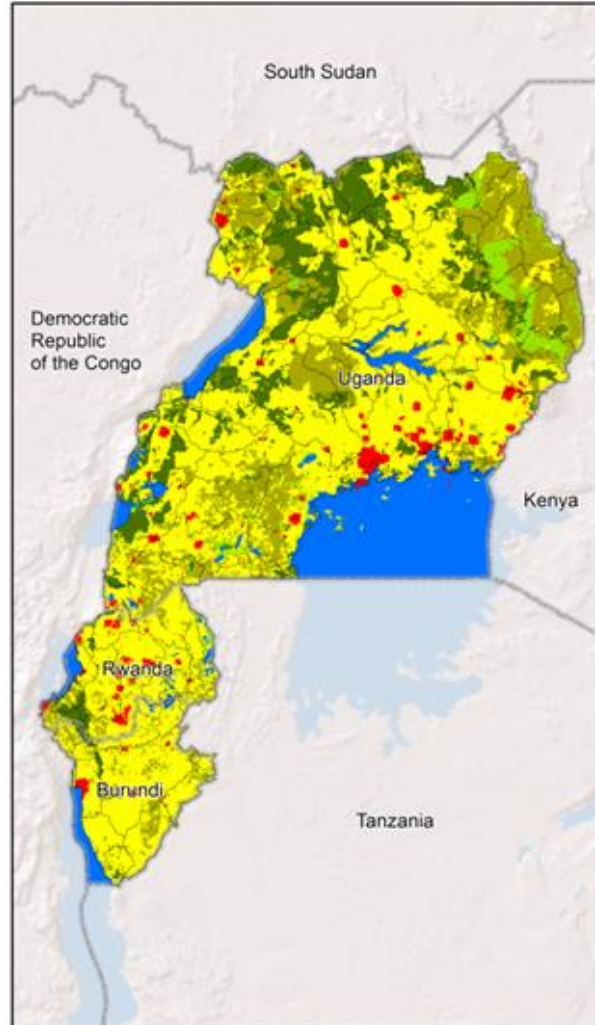 South Sudan
Democratic
Republic
of the Congo
Uganda
Kenya
Rwanda
Burundi
Tanzania